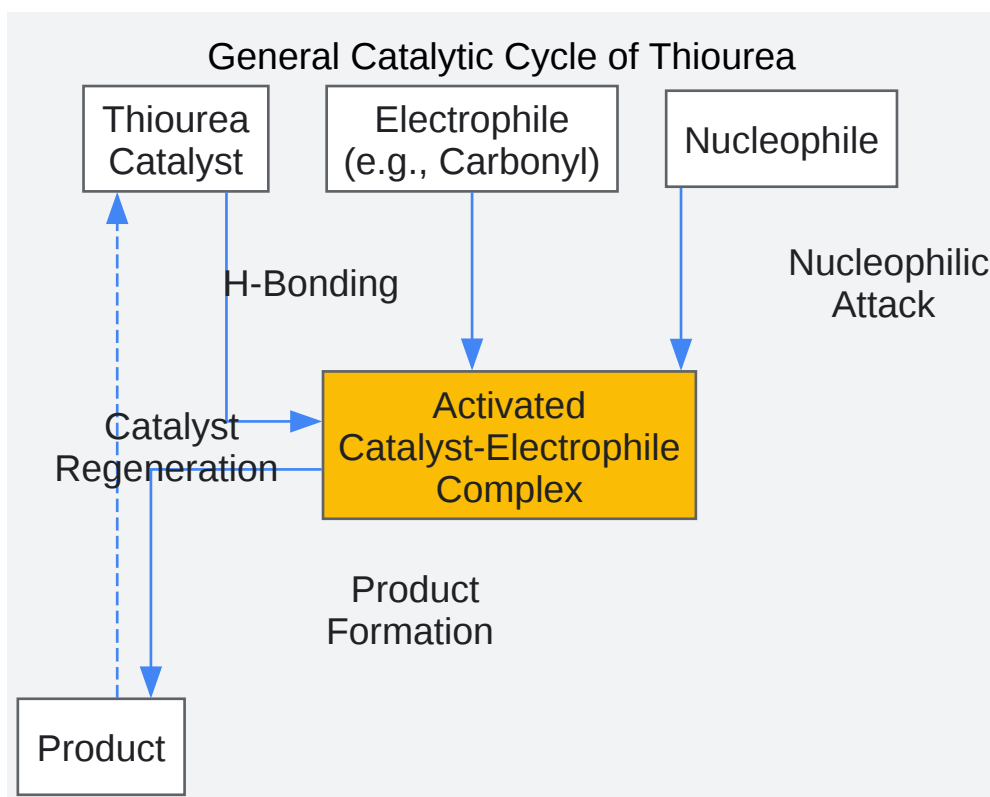 General Catalytic Cycle of Thiourea
Thiourea
Catalyst
Electrophile
(e.g., Carbonyl)
Nucleophile
H-Bonding
Nucleophilic
Attack
Activated
Catalyst-Electrophile
Complex
Catalyst
Regeneration
Product
Formation
Product